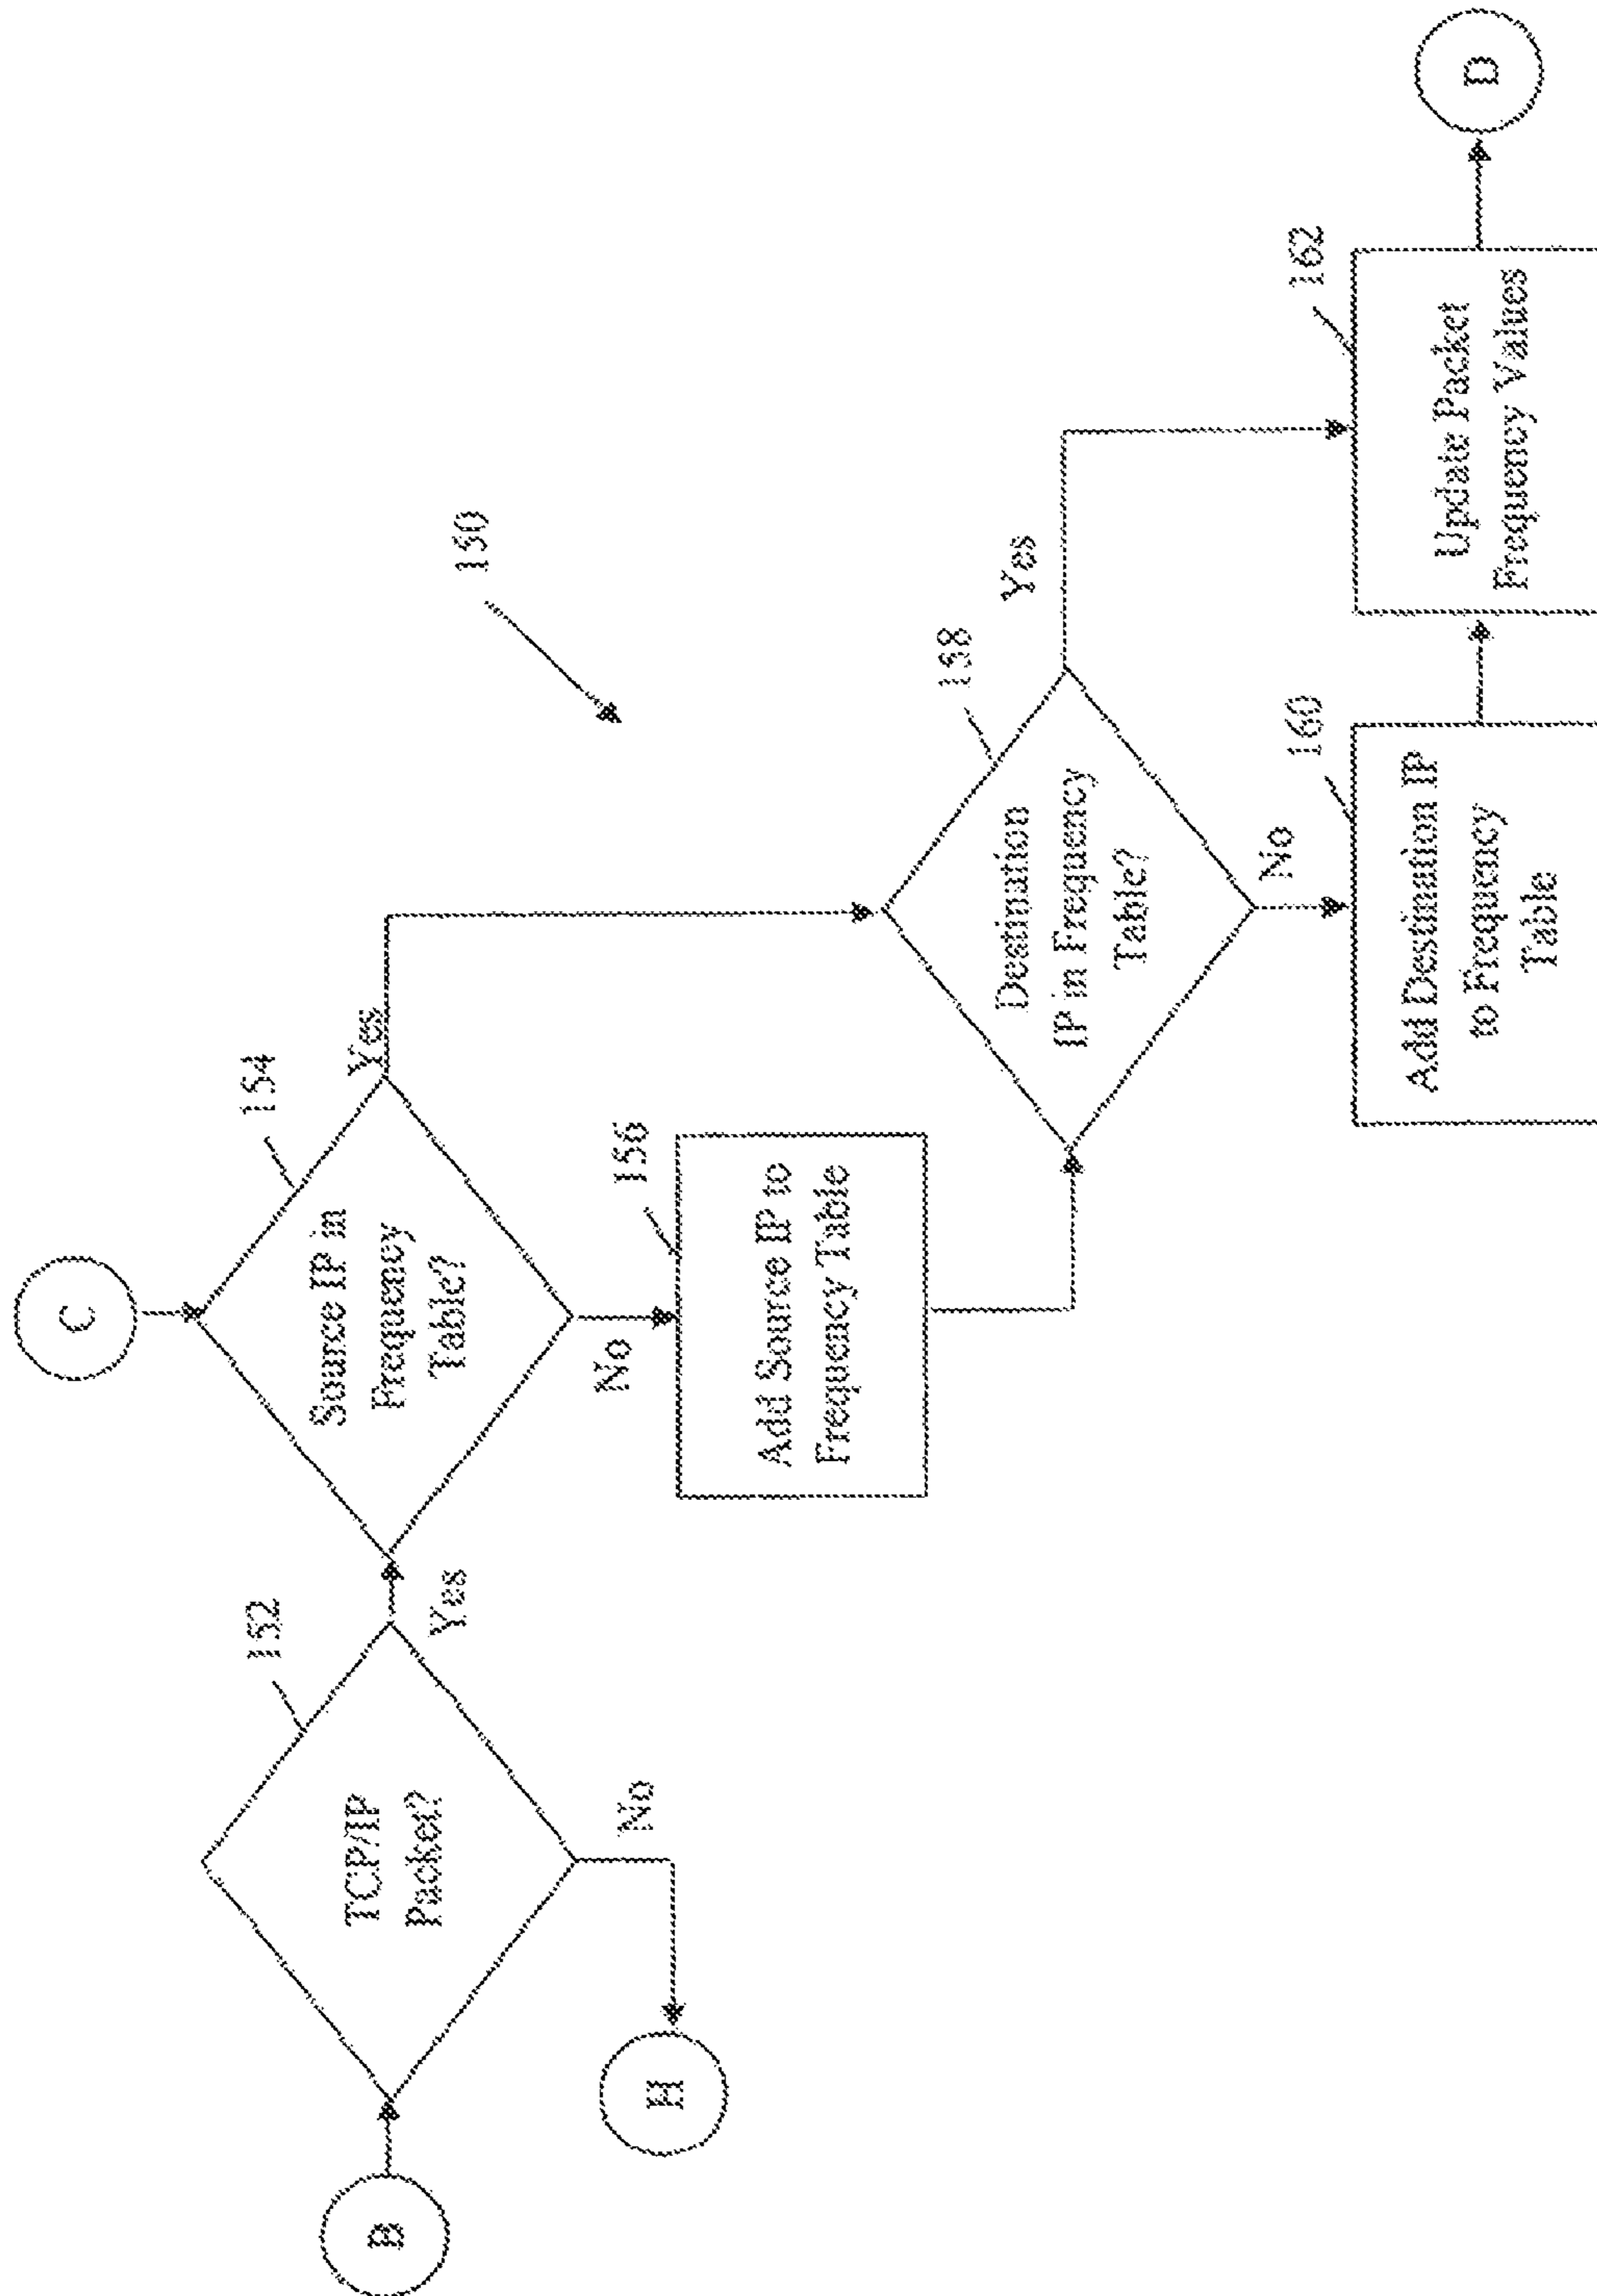 C
150
152
154
TCP/IP
Packet?
Source IP in
Frequency
Table?
Yes
Yes
B
No
No
H
156
Add Source IP to
Frequency Table
158
Destination
IP in Frequency
Table?
Yes
No
160
Add Destination IP
to Frequency
Table
162
Update Packet
Frequency Values
D